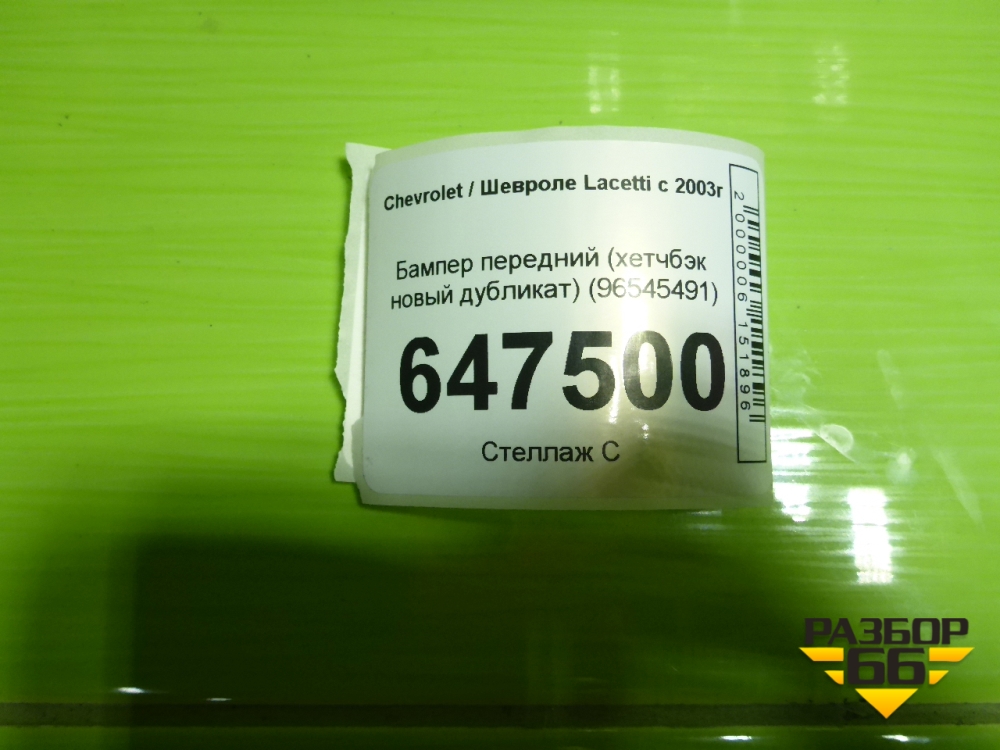 Chevrolet / Шевроле Lacetti с 2003г
Бампер передний (хетчбэк
новый дубликат) (96545491)
647500
Стеллаж С
2000006151896
РАЗБОР
66